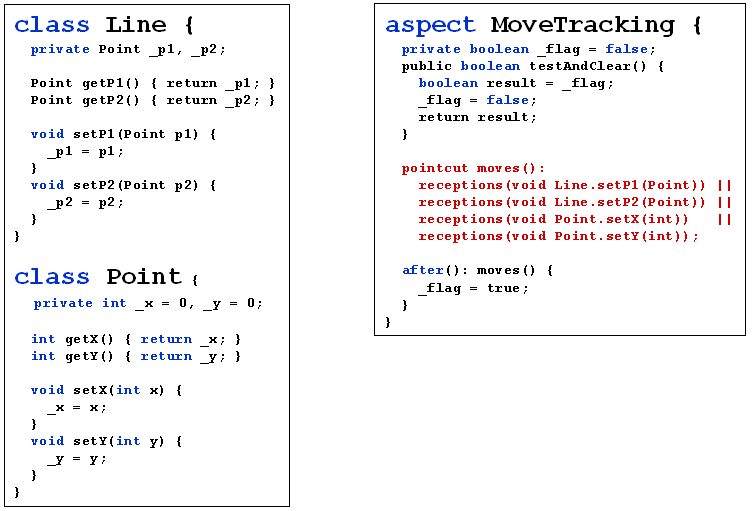 class Line {
private Point _p1, _p2;
Point getP1() { return _p1; }
Point getP2() { return _p2; }
void setP1(Point p1) {
_p1 = p1;
}
void setP2(Point p2) {
_p2 = p2;
}
}
class Point {
private int _x = 0, _y = 0;
int getX() { return _x; }
int getY() { return _y; }
void setX(int x) {
_x = x;
}
void setY(int y) {
_y = y;
}
}
aspect MoveTracking {
private boolean _flag = false;
public boolean testAndClear() {
boolean result = _flag;
_flag = false;
return result;
}
pointcut moves():
receptions(void Line.setP1(Point)) ||
receptions(void Line.setP2(Point)) ||
receptions(void Point.setX(int)) ||
receptions(void Point.setY(int));
after(): moves() {
_flag = true;
}
}